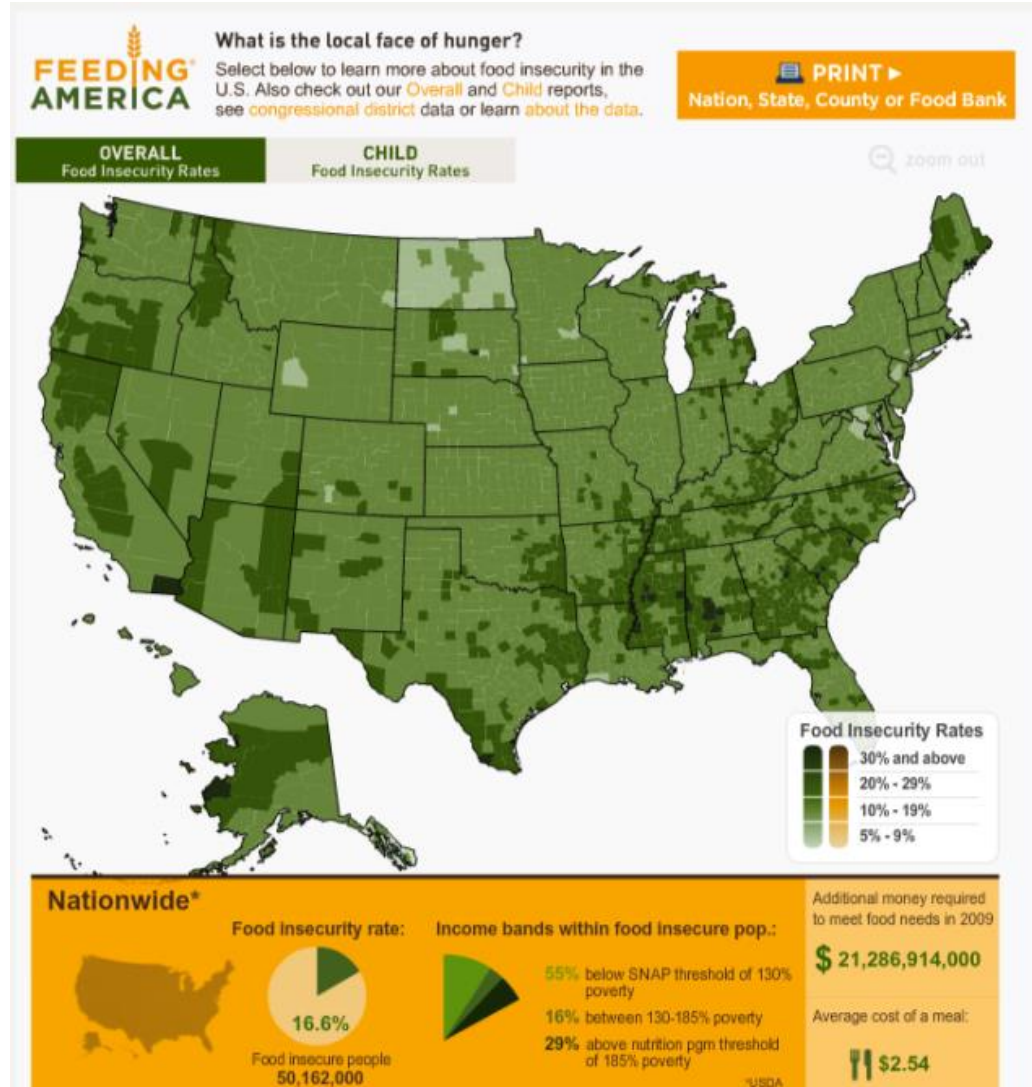 FEEDING
AMERICA
What is the local face of hunger?
Select below to learn more about food insecurity in the
U.S. Also check out our Overall and Child reports,
see congressional district data or learn about the data.
PRINT
Nation, State, County or Food Bank
OVERALL
Food Insecurity Rates
CHILD
Food Insecurity Rates
zoom out
Food Insecurity Rates
30% and above
20% - 29%
10% - 19%
5% - 9%
Nationwide*
Food insecurity rate:
16.6%
Food insecure people
50,162,000
Income bands within food insecure pop.:
55% below SNAP threshold of 130%
poverty
16% between 130-185% poverty
29% above nutrition pgm threshold
of 185% poverty
*USDA
Additional money required
to meet food needs in 2009
$ 21,286,914,000
Average cost of a meal:
$2.54